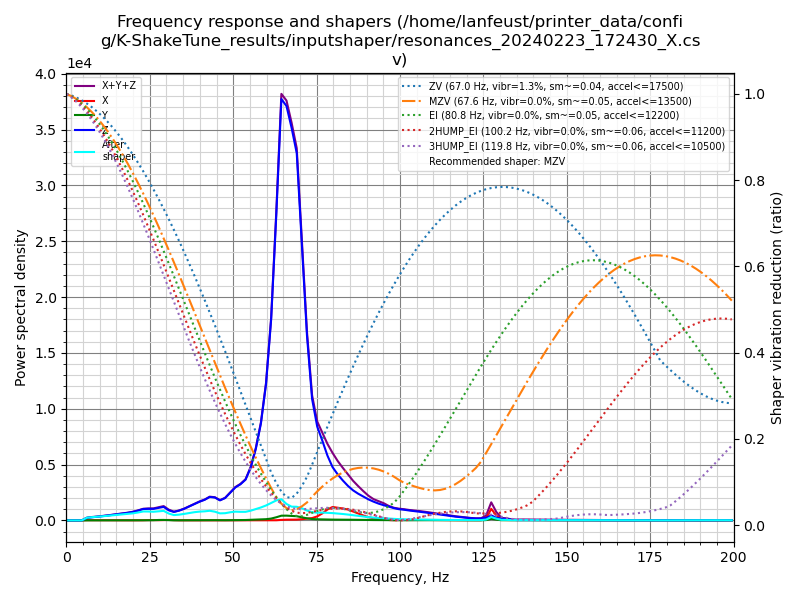 Frequency response and shapers (/home/lanfeust/printer_data/confi
g/K-ShakeTune_results/inputshaper/resonances_20240223_172430_X.cs
v)
1e4
X+Y+Z
X
Y
Z
After
shaper
ZV (67.0 Hz, vibr=1.3%, sm~=0.04, accel<=17500)
MZV (67.6 Hz, vibr=0.0%, sm~=0.05, accel<=13500)
EI (80.8 Hz, vibr=0.0%, sm~=0.05, accel<=12200)
2HUMP_EI (100.2 Hz, vibr=0.0%, sm~=0.06, accel<=11200)
3HUMP_EI (119.8 Hz, vibr=0.0%, sm~=0.06, accel<=10500)
Recommended shaper: MZV
Power spectral density
4.0
3.5
3.0
2.5
2.0
1.5
1.0
0.5
0.0
1.0
0.8
0.6
0.4
0.2
0.0
Shaper vibration reduction (ratio)
0 25 50 75 100 125 150 175 200
Frequency, Hz